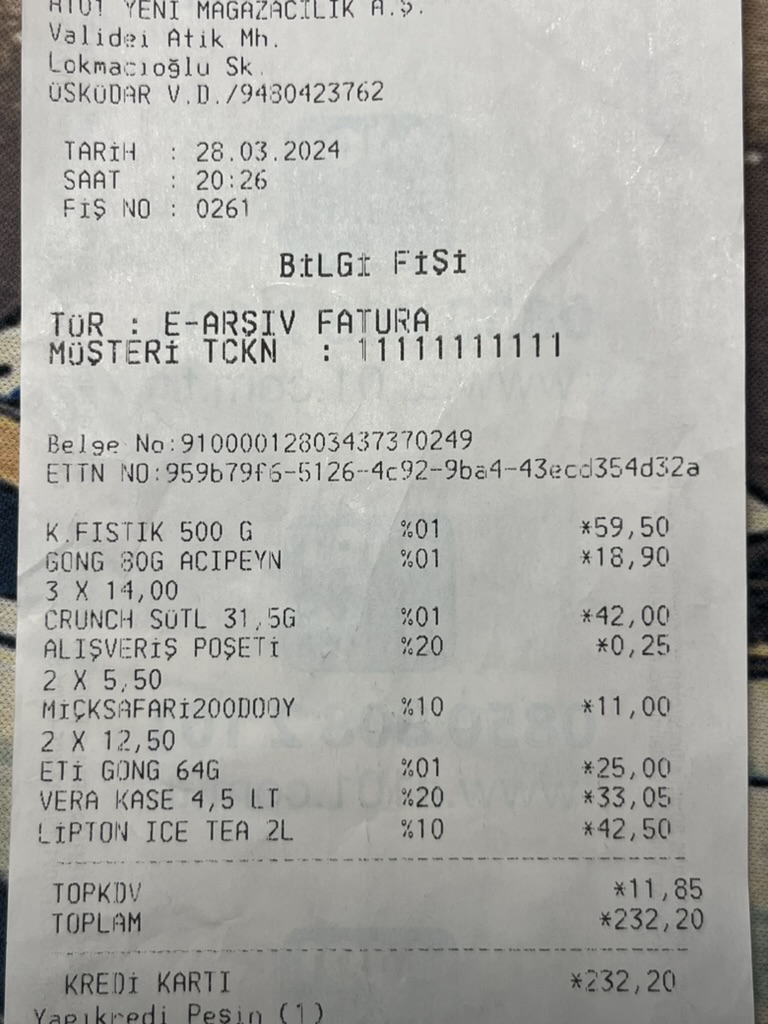 YENİ MAĞAZACILIK A.Ş.
Validei Atik Mh.
Lokmacıoğlu Sk.
ÜSKÜDAR V.D./9480423762
TARİH : 28.03.2024
SAAT : 20:26
FİŞ NO : 0261
BİLGİ FİŞİ
TÜR : E-ARŞIV FATURA
MÜŞTERİ TCKN : 11111111111
Belge No:91000012803437370249
ETTN NO:959b79f6-5126-4c92-9ba4-43ecd354d32a
K.FISTIK 500 G %01 *59,50
GONG 80G ACIPEYN %01 *18,90
3 X 14,00
CRUNCH SÜTL 31,5G %01 *42,00
ALIŞVERİŞ POŞETİ %20 *0,25
2 X 5,50
MİÇKSAFARİ200DOOY %10 *11,00
2 X 12,50
ETİ GONG 64G %01 *25,00
VERA KASE 4,5 LT %20 *33,05
LİPTON ICE TEA 2L %10 *42,50
TOPKDV *11,85
TOPLAM *232,20
KREDİ KARTI *232,20
Yapıkredi Peşin (1)